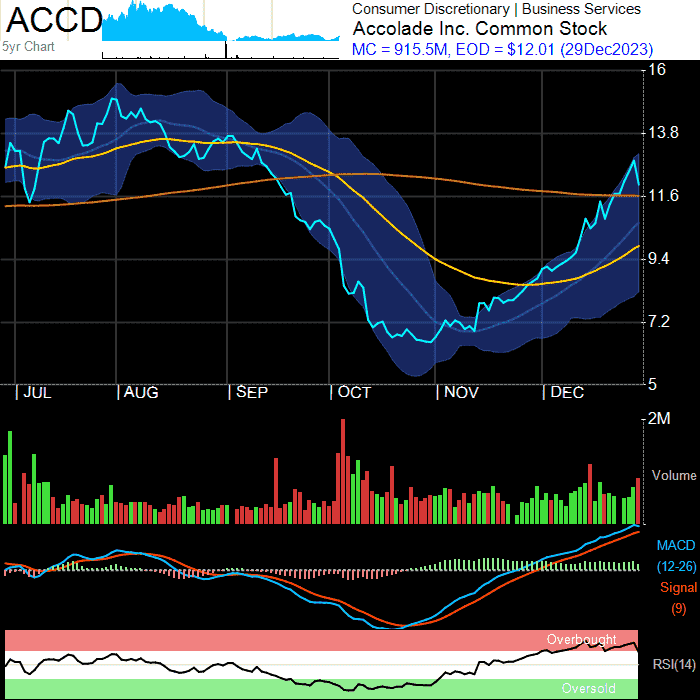 ACCD
5yr Chart
Consumer Discretionary | Business Services
Accolade Inc. Common Stock
MC = 915.5M, EOD = $12.01 (29Dec2023)
16
13.8
11.6
9.4
7.2
5
JUL AUG SEP OCT NOV DEC
2M
Volume
MACD
(12-26)
Signal
(9)
Overbought
RSI(14)
Oversold